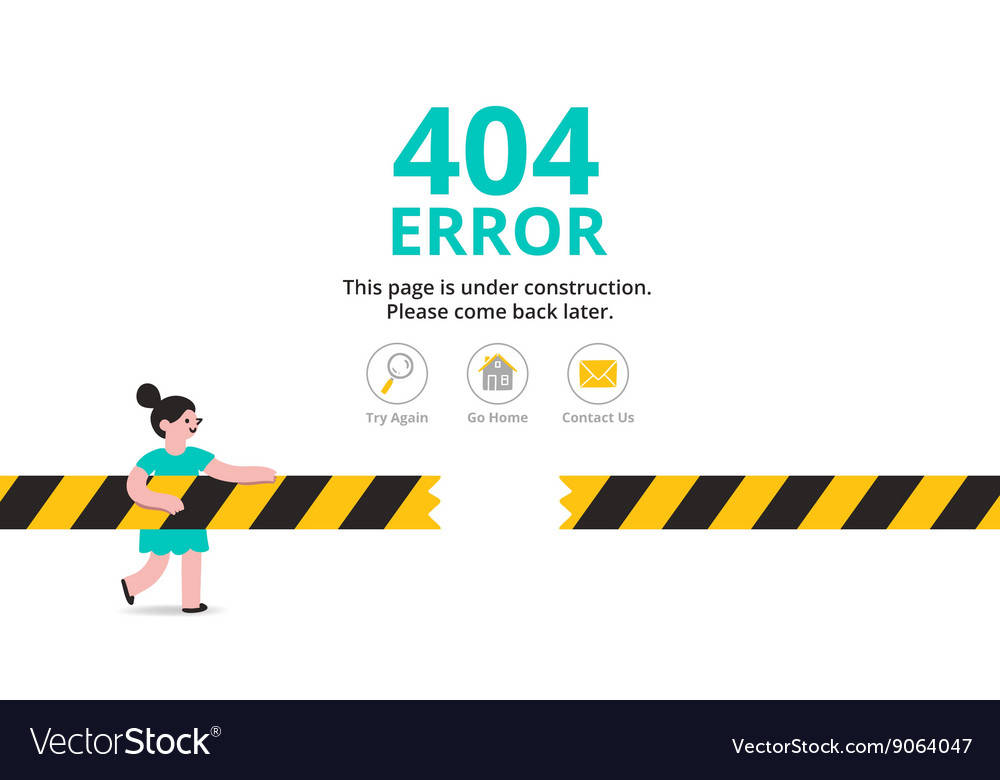 404
ERROR
This page is under construction.
Please come back later.
Try Again Go Home Contact Us
VectorStock® VectorStock.com/9064047